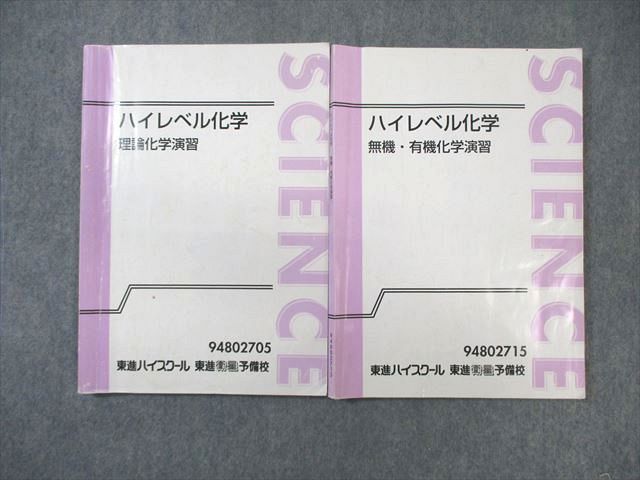 ハイレベル化学
理論化学演習
SCIENCE
94802705
東進ハイスクール 東進衛星予備校
ハイレベル化学
無機・有機化学演習
SCIENCE
94802715
東進ハイスクール 東進衛星予備校
94802715